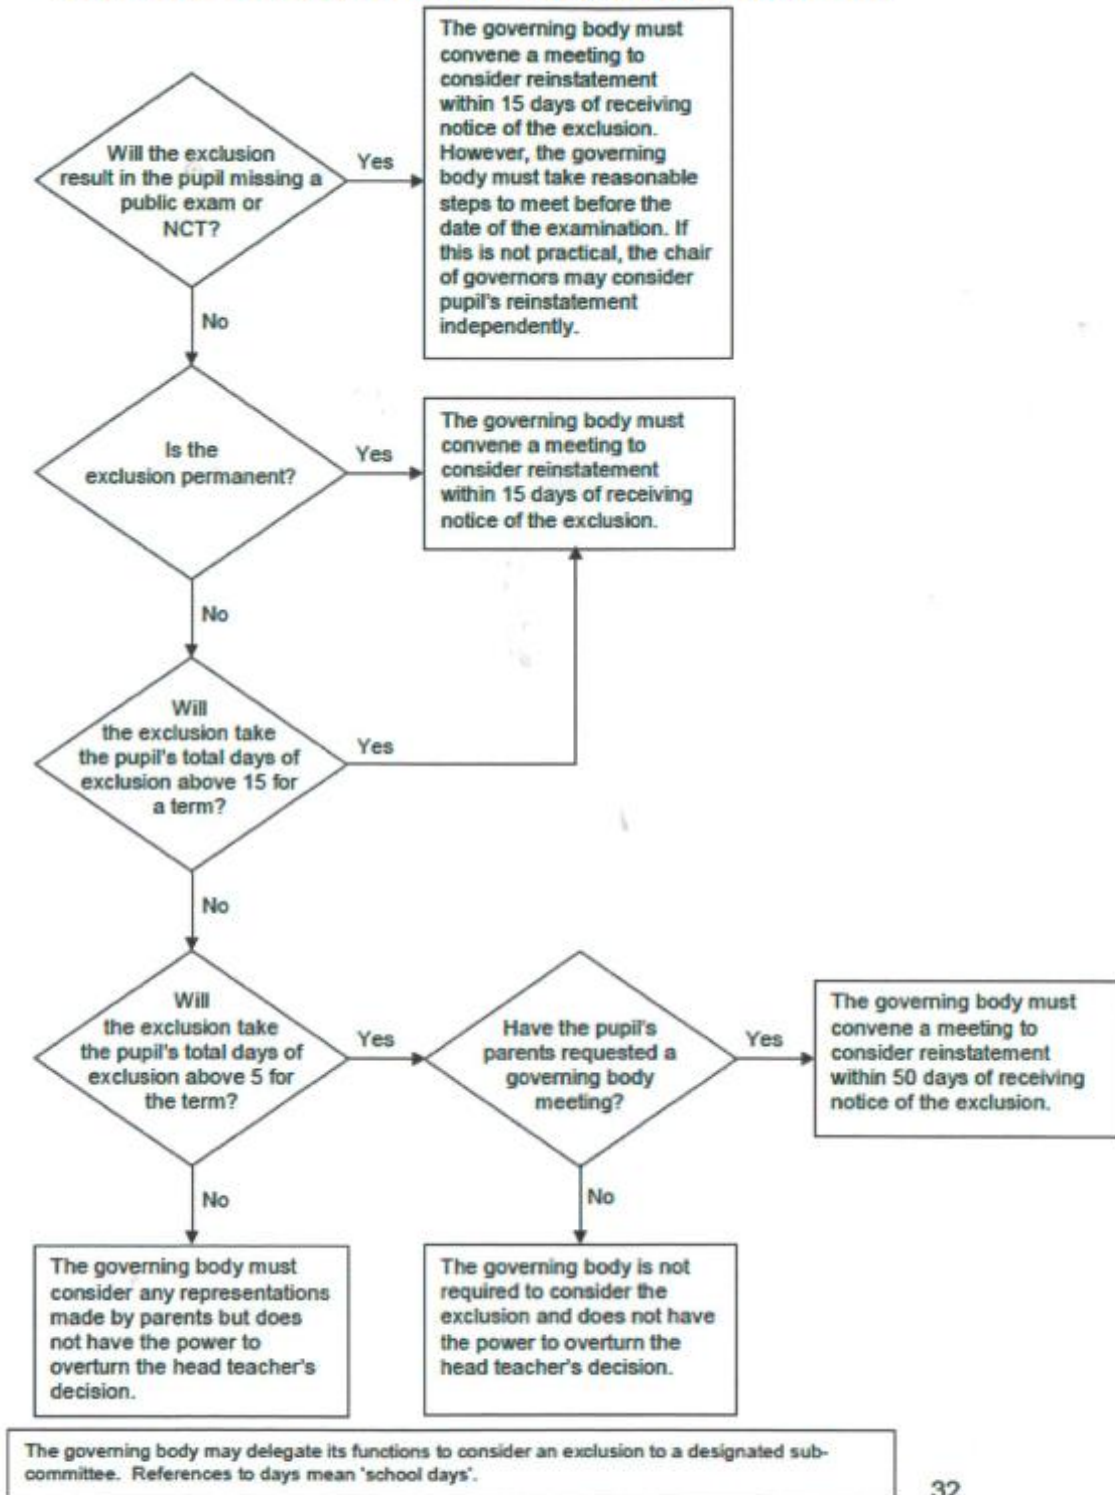 The governing body must
convene a meeting to
consider reinstatement
within 15 days of receiving
notice of the exclusion.
However, the governing
body must take reasonable
steps to meet before the
date of the examination. If
this is not practical, the chair
of governors may consider
pupil's reinstatement
independently.
Will the exclusion
result in the pupil missing a
public exam or
NCT?
Yes
No
Is the
exclusion permanent?
Yes
The governing body must
convene a meeting to
consider reinstatement
within 15 days of receiving
notice of the exclusion.
No
Will
the exclusion take
the pupil's total days of
exclusion above 15 for
a term?
Yes
No
Will
the exclusion take
the pupil's total days of
exclusion above 5 for
the term?
Yes
Have the pupil's
parents requested a
governing body
meeting?
Yes
The governing body must
convene a meeting to
consider reinstatement
within 50 days of receiving
notice of the exclusion.
No
No
The governing body must
consider any representations
made by parents but does
not have the power to
overturn the head teacher's
decision.
The governing body is not
required to consider the
exclusion and does not have
the power to overturn the
head teacher's decision.
The governing body may delegate its functions to consider an exclusion to a designated sub-
committee. References to days mean 'school days'.
32